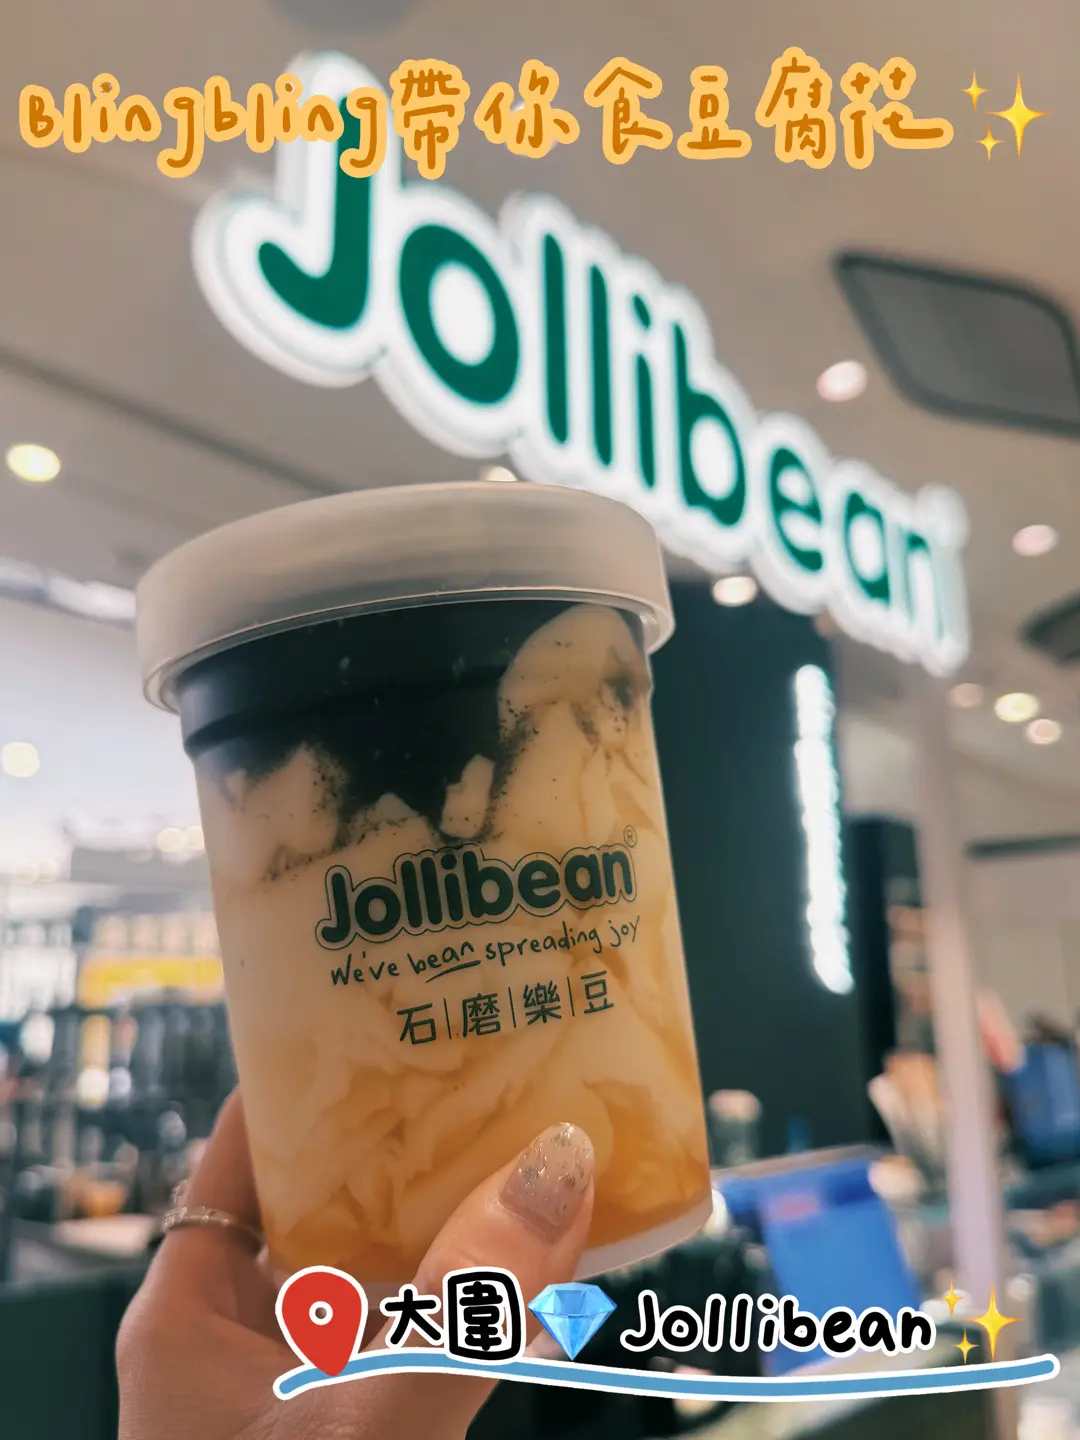 Blingbling帶你食豆腐花✨
Jollibean
Jollibean®
We've bean spreading joy
石|磨|樂|豆
📍大圍💎Jolllibean✨